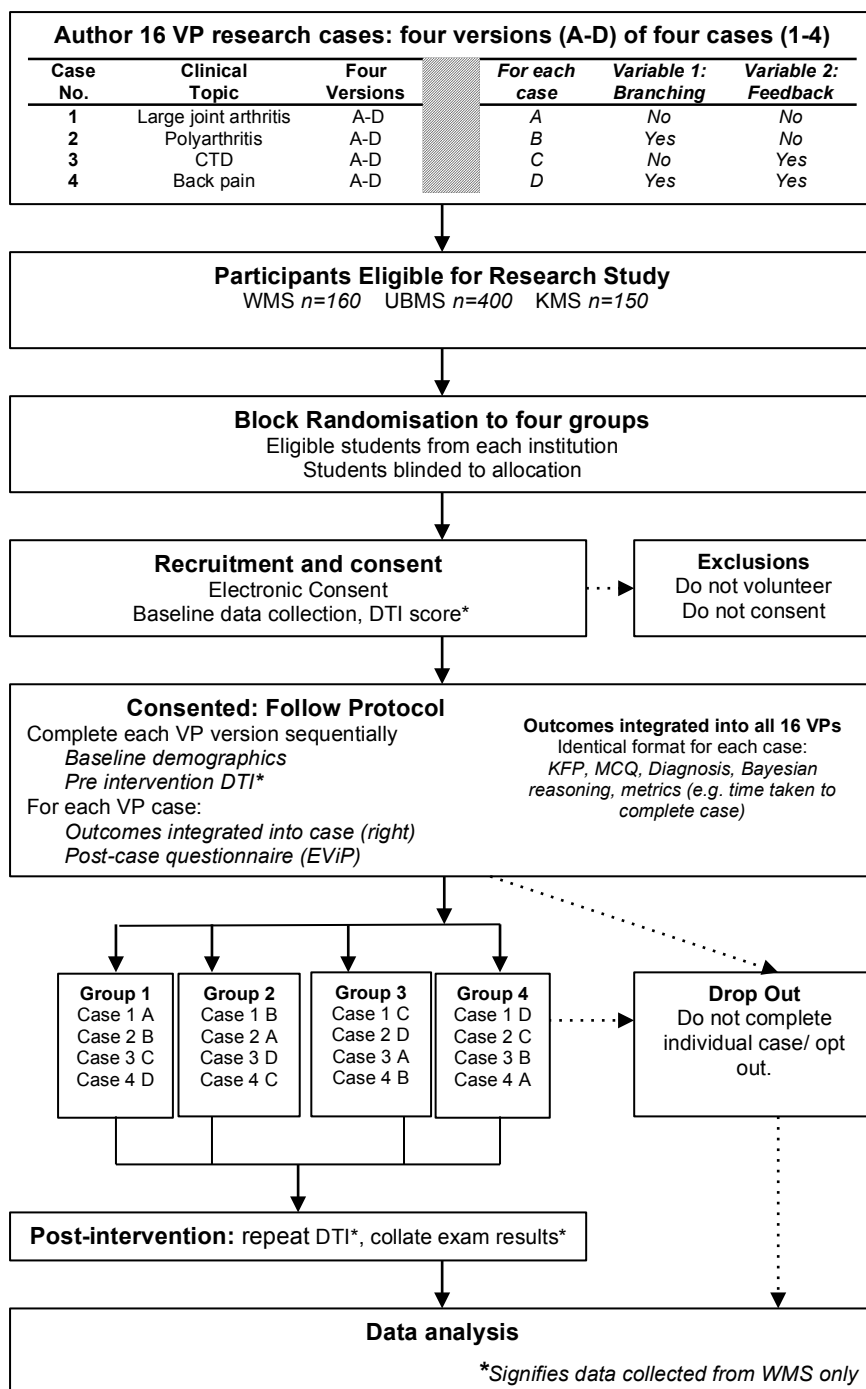 Author 16 VP research cases: four versions (A-D) of four cases (1-4)
Case No. Clinical Topic Four Versions For each case Variable 1: Branching Variable 2: Feedback
1 Large joint arthritis A-D A No No
2 Polyarthritis A-D B Yes No
3 CTD A-D C No Yes
4 Back pain A-D D Yes Yes
Participants Eligible for Research Study
WMS n=160 UBMS n=400 KMS n=150
Block Randomisation to four groups
Eligible students from each institution
Students blinded to allocation
Recruitment and consent
Electronic Consent
Baseline data collection, DTI score*
Exclusions
Do not volunteer
Do not consent
Consented: Follow Protocol
Complete each VP version sequentially
Baseline demographics
Pre intervention DTI*
For each VP case:
Outcomes integrated into case (right)
Post-case questionnaire (EViP)
Outcomes integrated into all 16 VPs
Identical format for each case:
KFP, MCQ, Diagnosis, Bayesian
reasoning, metrics (e.g. time taken to
complete case)
Group 1
Case 1 A
Case 2 B
Case 3 C
Case 4 D
Group 2
Case 1 B
Case 2 A
Case 3 D
Case 4 C
Group 3
Case 1 C
Case 2 D
Case 3 A
Case 4 B
Group 4
Case 1 D
Case 2 C
Case 3 B
Case 4 A
Drop Out
Do not complete
individual case/ opt
out.
Post-intervention: repeat DTI*, collate exam results*
Data analysis
*Signifies data collected from WMS only